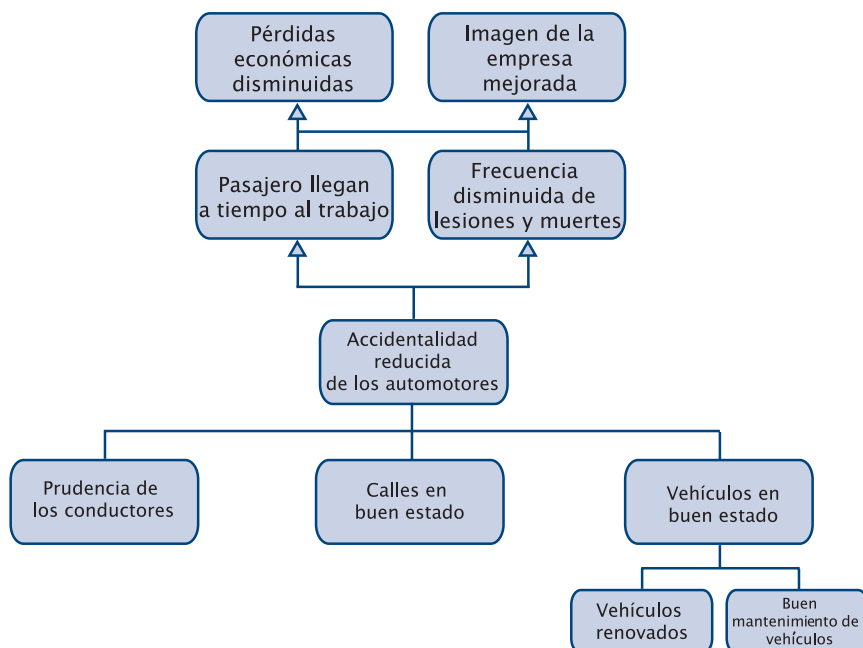 Pérdidas
económicas
disminuidas
Imagen de la
empresa
mejorada
Pasajero llegan
a tiempo al trabajo
Frecuencia
disminuida de
lesiones y muertes
Accidentalidad
reducida
de los automotores
Prudencia de
los conductores
Calles en
buen estado
Vehículos en
buen estado
Vehículos
renovados
Buen
mantenimiento de
vehículos